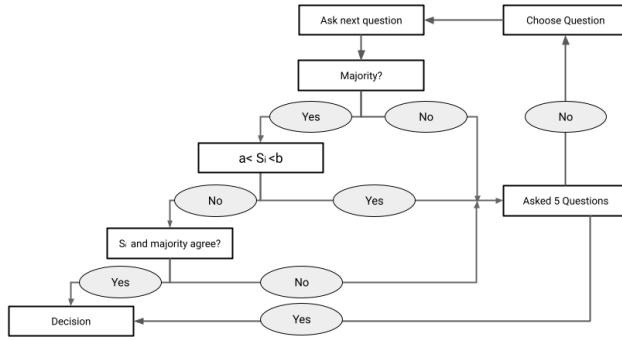 Ask next question
Choose Question
Majority?
Yes
No
No
a< Sᵢ <b
No
Yes
Asked 5 Questions
Sᵢ and majority agree?
Yes
No
Decision
Yes